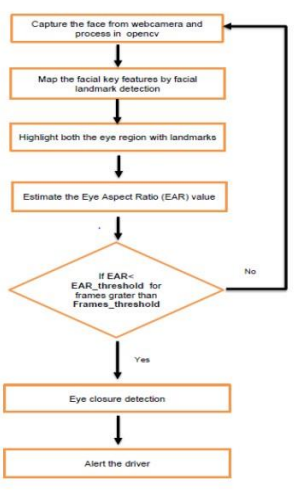 Capture the face from webcamera and
process in opencv
Map the facial key features by facial
landmark detection
Highlight both the eye region with landmarks
Estimate the Eye Aspect Ratio (EAR) value
If EAR<
EAR_threshold for
frames grater than
Frames_threshold
No
Yes
Eye closure detection
Alert the driver